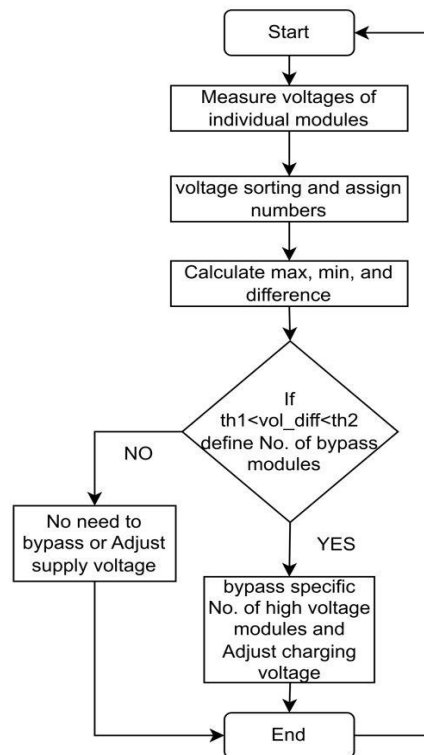 Start
Measure voltages of
individual modules
voltage sorting and assign
numbers
Calculate max, min, and
difference
If
th1<vol_diff<th2
define No. of bypass
modules
NO
YES
No need to
bypass or Adjust
supply voltage
bypass specific
No. of high voltage
modules and
Adjust charging
voltage
End